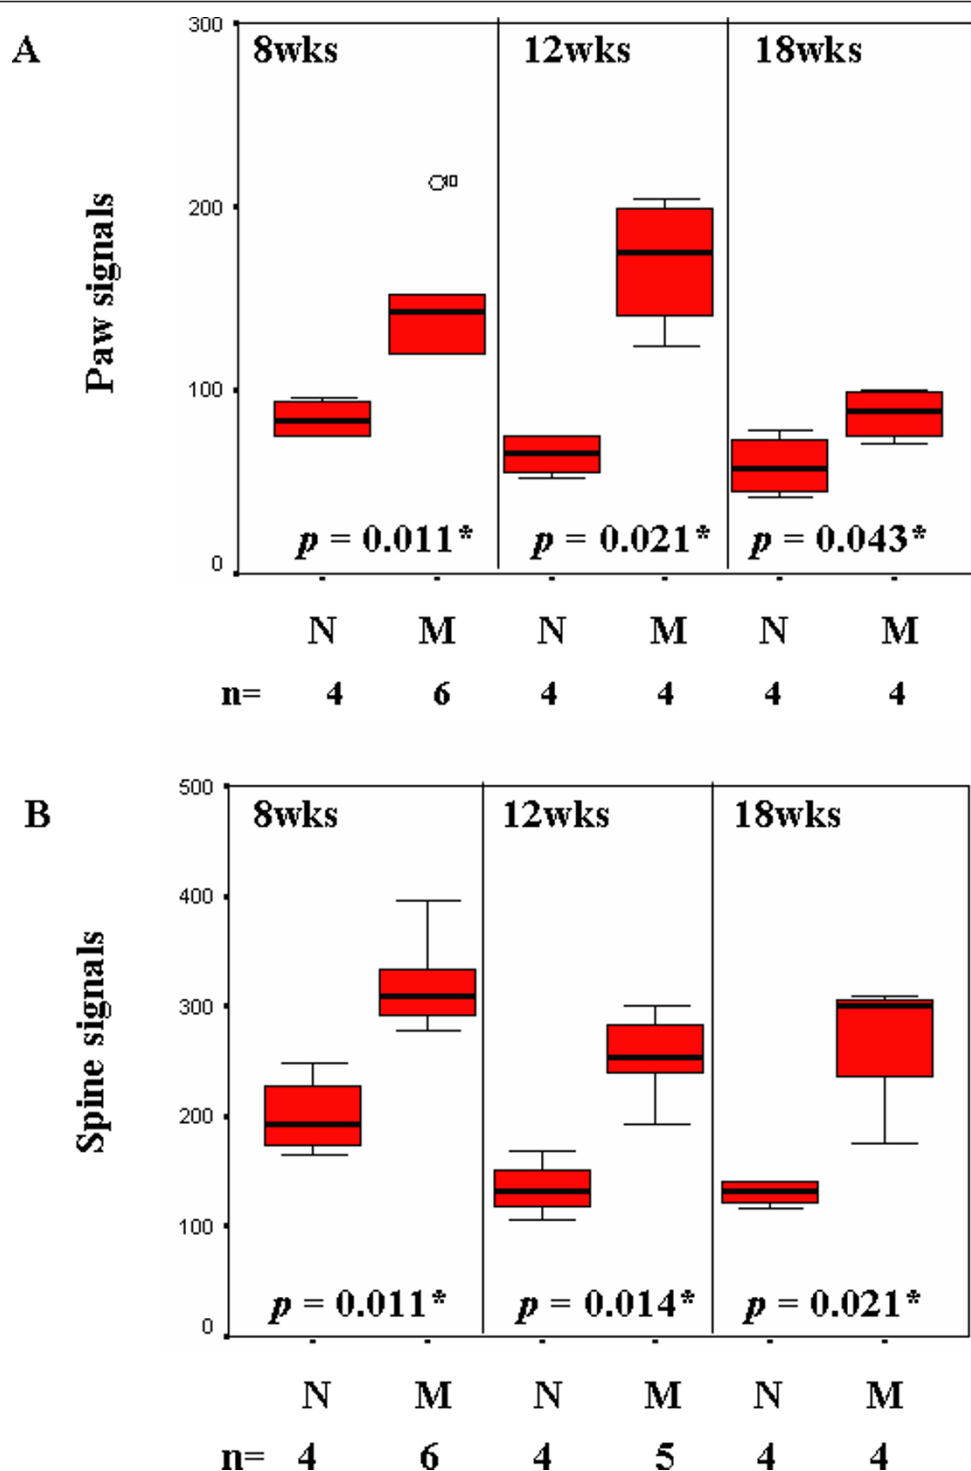 A
300
8wks
12wks
18wks
10
200
Paw signals
100
p = 0.011*
p = 0.021*
p = 0.043*
0
N M N M N M
n= 4 6 4 4 4 4
B
500
8wks
12wks
18wks
400
300
Spine signals
200
100
p = 0.011*
p = 0.014*
p = 0.021*
0
N M N M N M
n= 4 6 4 5 4 4